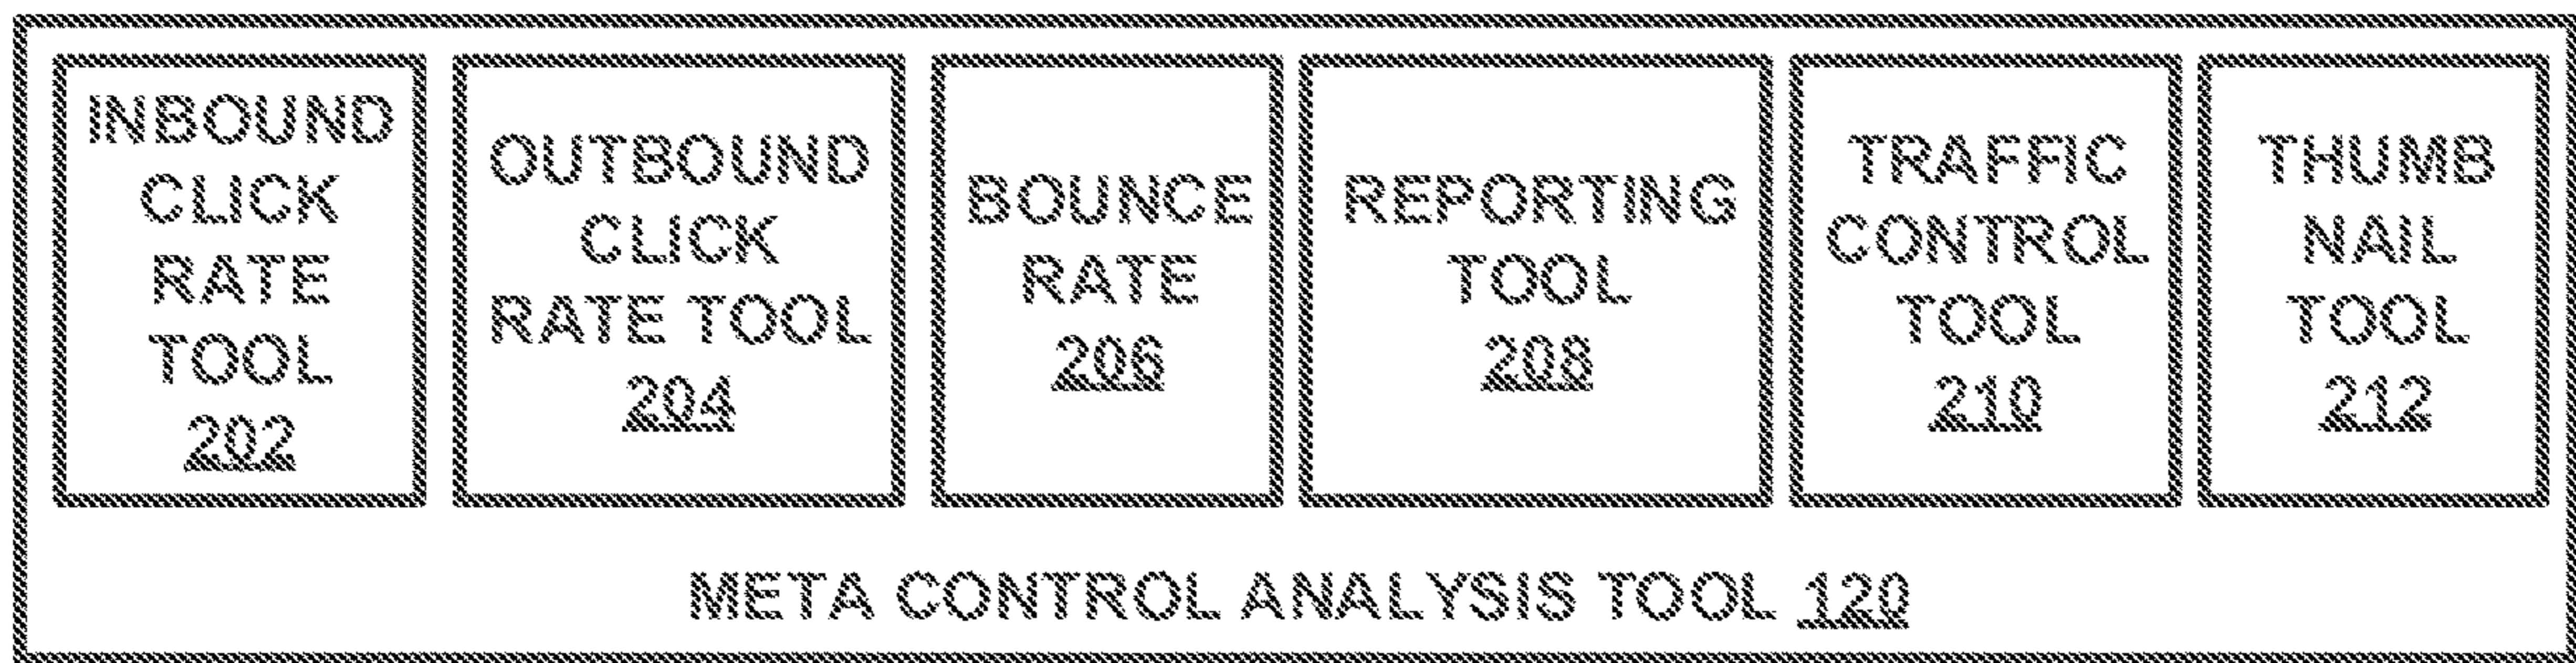 INBOUND
CLICK
RATE
TOOL
202
OUTBOUND
CLICK
RATE TOOL
204
BOUNCE
RATE
206
REPORTING
TOOL
208
TRAFFIC
CONTROL
TOOL
210
THUMB
NAIL
TOOL
212
META CONTROL ANALYSIS TOOL 120